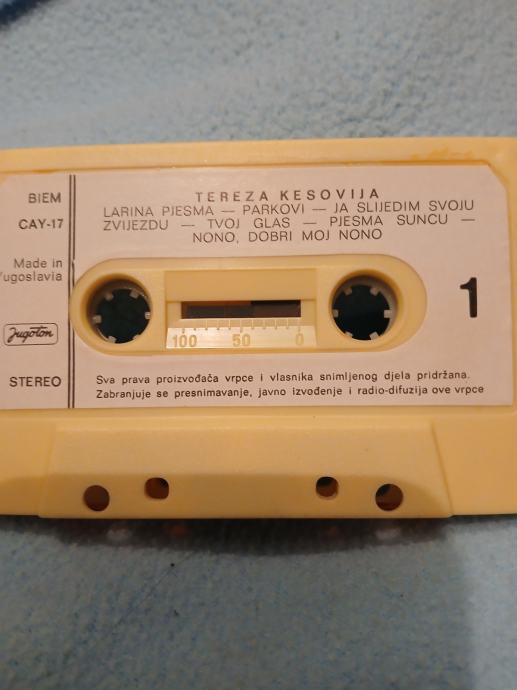 BIEM
CAY-17
Made in
Yugoslavia
Jugoton
STEREO
TEREZA KESOVIJA
LARINA PJESMA — PARKOVI — JA SLIJEDIM SVOJU
ZVIJEZDU — TVOJ GLAS — PJESMA SUNCU —
NONO, DOBRI MOJ NONO
1
100 50 0
Sva prava proizvođača vrpce i vlasnika snimljenog djela pridržana.
Zabranjuje se presnimavanje, javno izvođenje i radio-difuzija ove vrpce